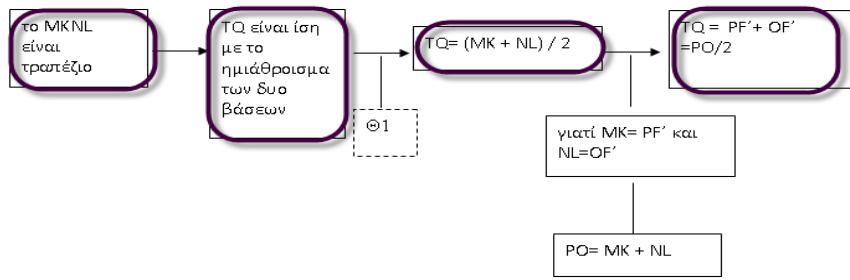 το MKNL
είναι
τραπέζιο
TQ είναι ίση
με το
ημιάθροισμα
των δυο
βάσεων
Θ1
TQ= (MK + NL) / 2
TQ = PF΄+ OF΄
=PO/2
γιατί MK= PF΄ και
NL=OF΄
PO= MK + NL